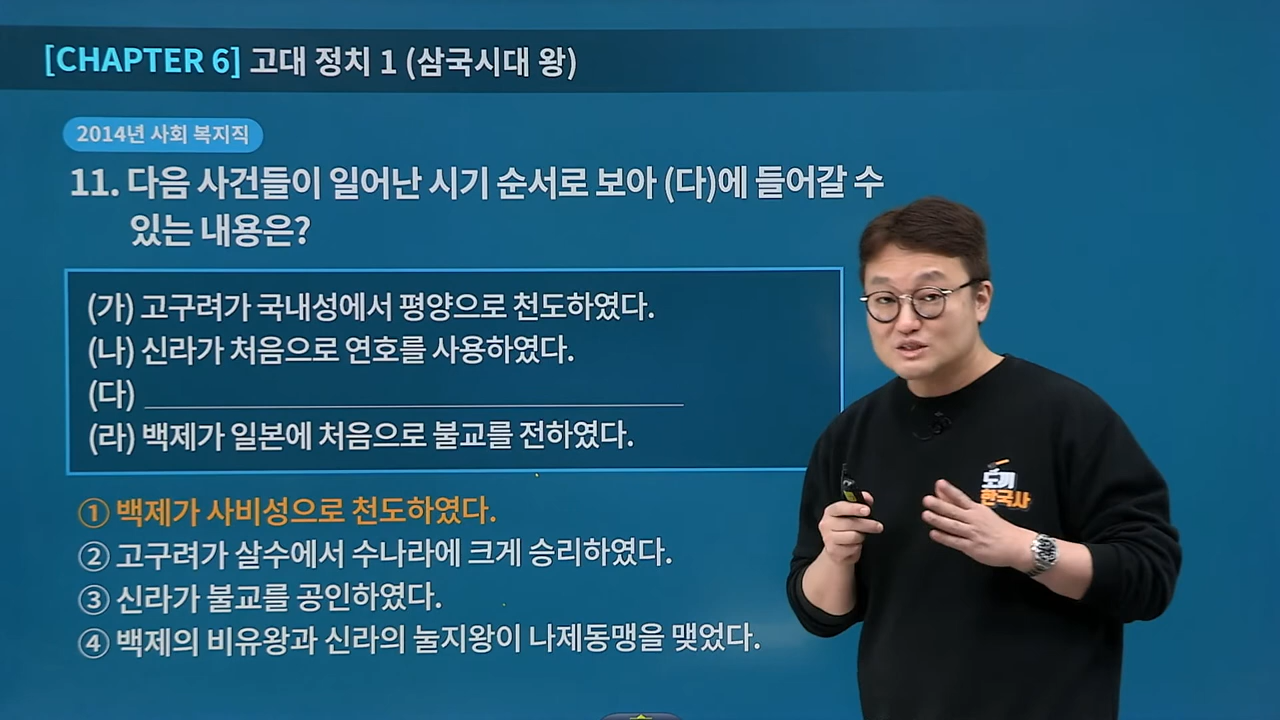 [CHAPTER 6] 고대 정치 1 (삼국시대 왕)
2014년 사회 복지직
11. 다음 사건들이 일어난 시기 순서로 보아 (다)에 들어갈 수
있는 내용은?
(가) 고구려가 국내성에서 평양으로 천도하였다.
(나) 신라가 처음으로 연호를 사용하였다.
(다)
(라) 백제가 일본에 처음으로 불교를 전하였다.
① 백제가 사비성으로 천도하였다.
② 고구려가 살수에서 수나라에 크게 승리하였다.
③ 신라가 불교를 공인하였다.
④ 백제의 비유왕과 신라의 눌지왕이 나제동맹을 맺었다.
도끼
한국사